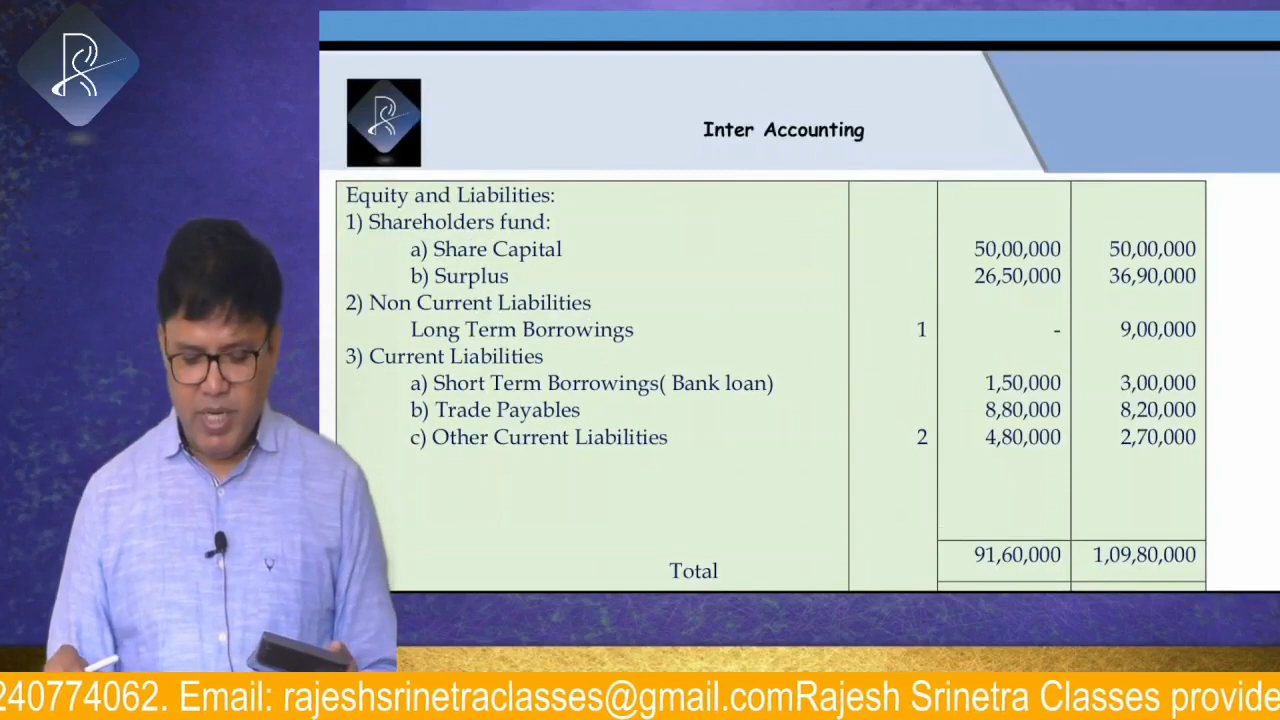 Inter Accounting
Equity and Liabilities:
1) Shareholders fund:
a) Share Capital 50,00,000 50,00,000
b) Surplus 26,50,000 36,90,000
2) Non Current Liabilities
Long Term Borrowings 1 - 9,00,000
3) Current Liabilities
a) Short Term Borrowings( Bank loan) 1,50,000 3,00,000
b) Trade Payables 8,80,000 8,20,000
c) Other Current Liabilities 2 4,80,000 2,70,000
91,60,000 1,09,80,000
Total
240774062. Email: rajeshsrinetraclasses@gmail.comRajesh Srinetra Classes provide